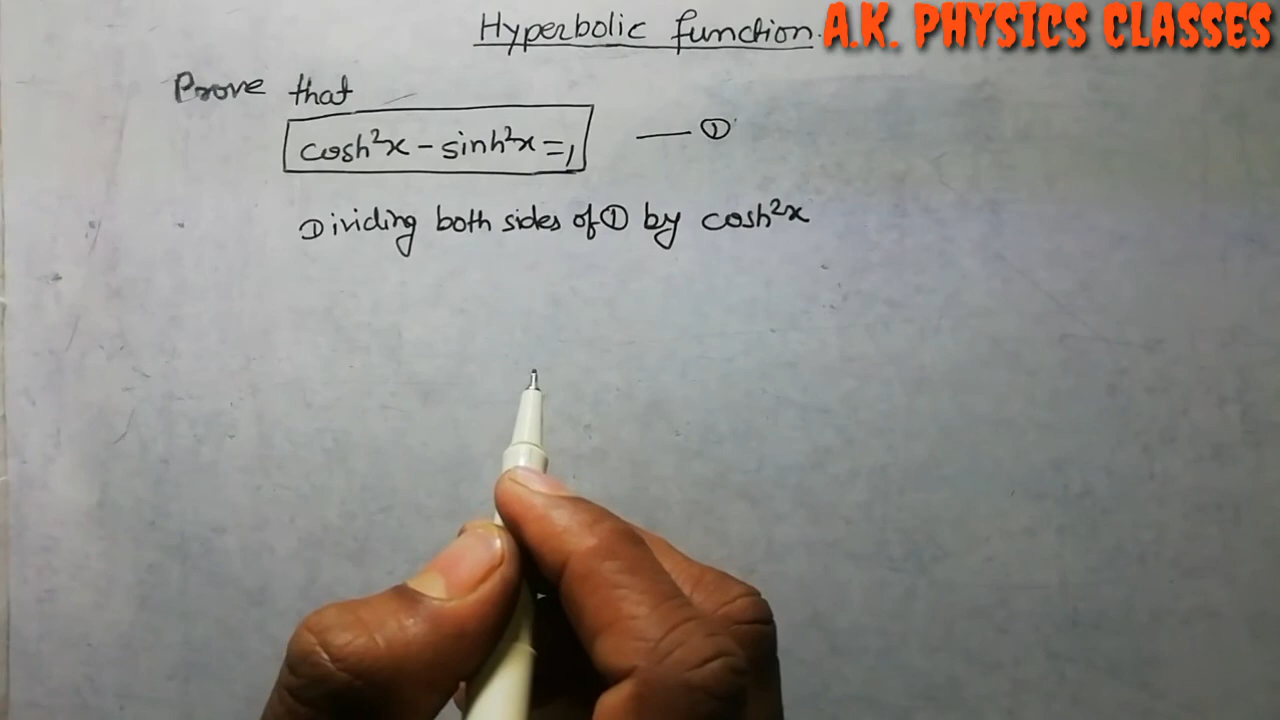 Hyperbolic function. A.K. PHYSICS CLASSES
Prove that
cosh²x - sinh²x = 1 —— ①
Dividing both sides of ① by cosh²x